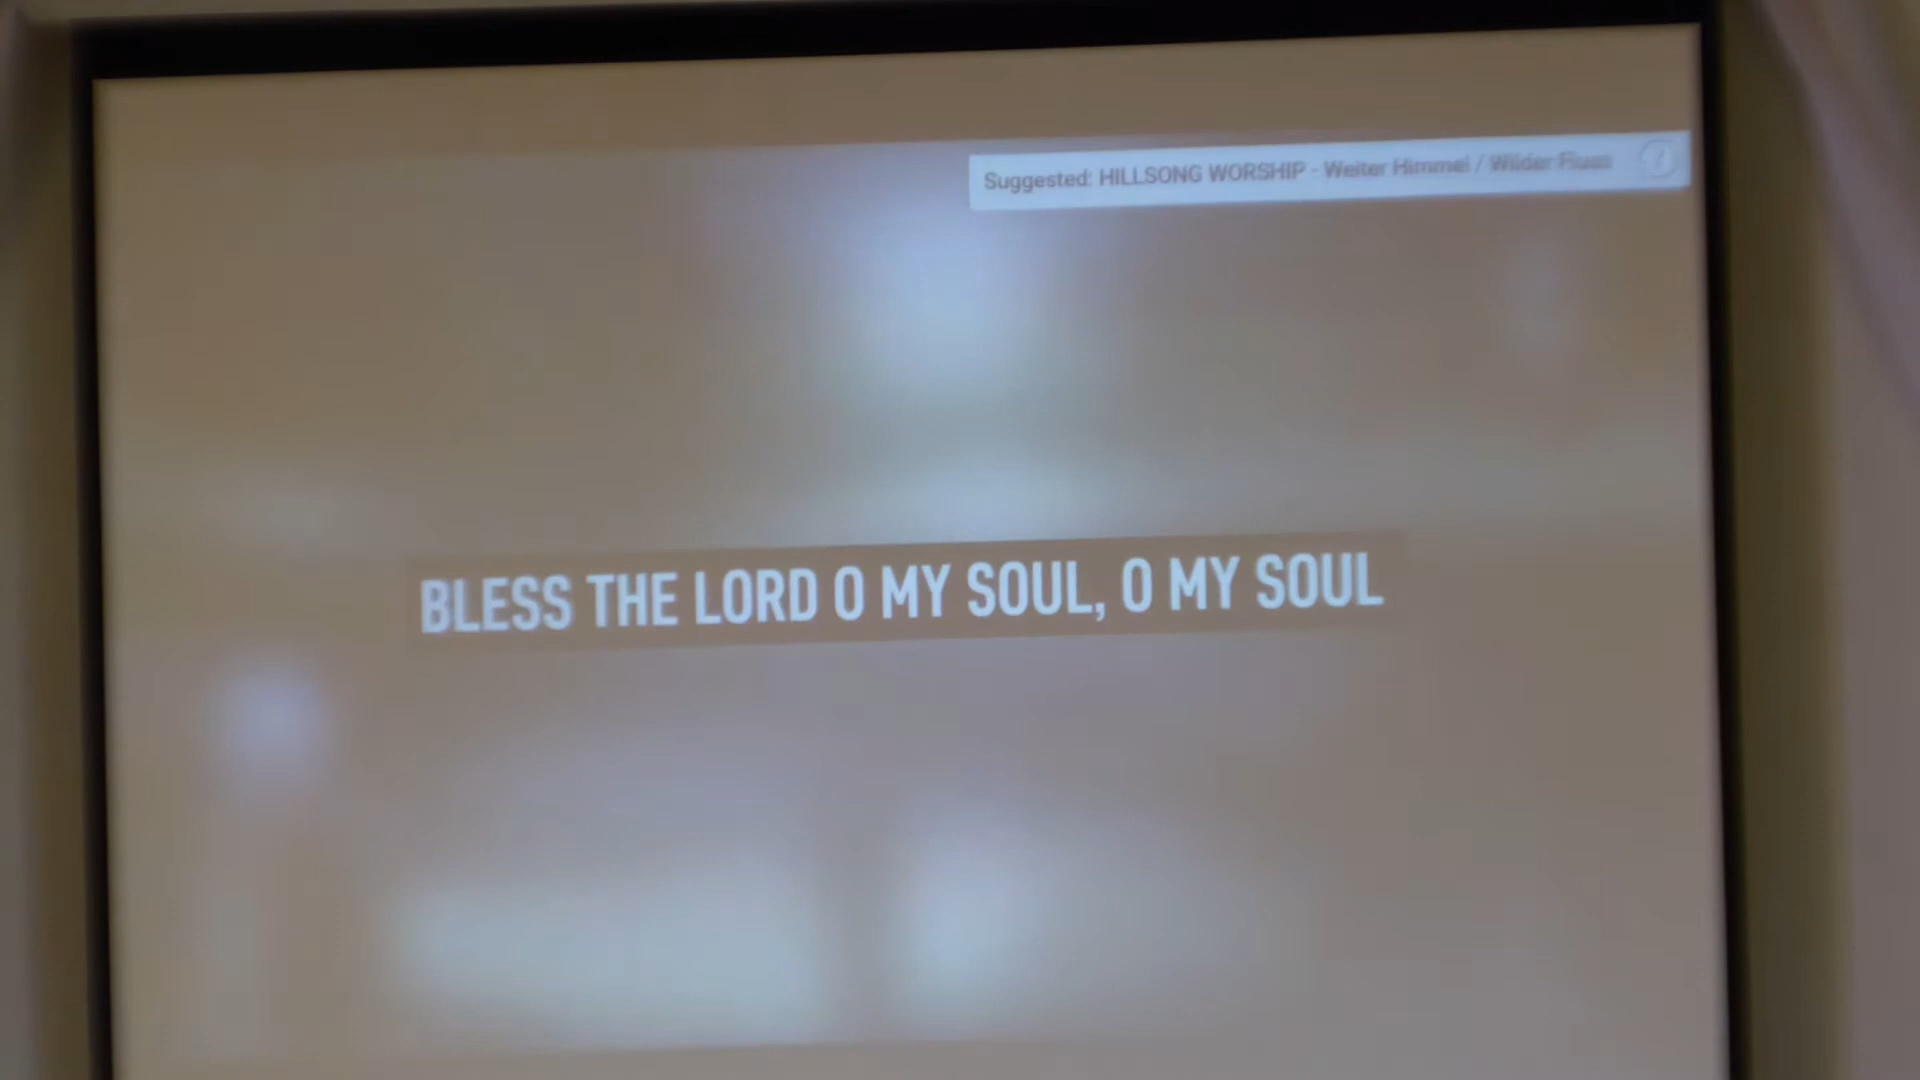 Suggested: HILLSONG WORSHIP - Weiter Himmel / Wilder Fluss
BLESS THE LORD O MY SOUL, O MY SOUL